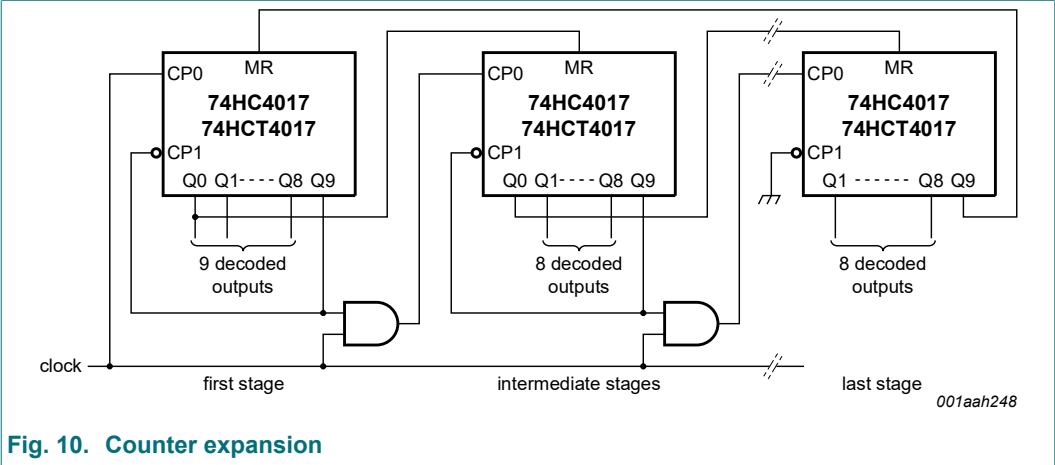 MR MR MR
CP0 CP0 CP0
74HC4017 74HC4017 74HC4017
74HCT4017 74HCT4017 74HCT4017
CP1 CP1 CP1
Q0 Q1 - - - - Q8 Q9 Q0 Q1 - - - - Q8 Q9 Q1 - - - - - - Q8 Q9
9 decoded outputs
8 decoded outputs
8 decoded outputs
clock
first stage intermediate stages last stage
001aah248
Fig. 10. Counter expansion